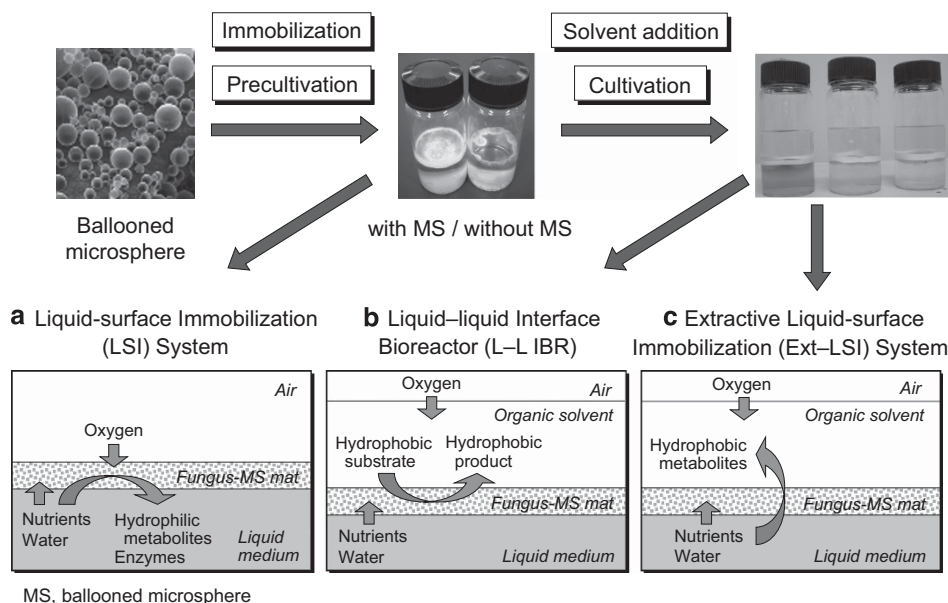 Immobilization
Precultivation
Solvent addition
Cultivation
Ballooned
microsphere
with MS / without MS
a Liquid-surface Immobilization
(LSI) System
Air
Oxygen
Fungus-MS mat
Nutrients
Water
Hydrophilic
metabolites
Enzymes
Liquid
medium
b Liquid–liquid Interface
Bioreactor (L–L IBR)
Oxygen
Air
Organic solvent
Hydrophobic
substrate
Hydrophobic
product
Fungus-MS mat
Nutrients
Water
Liquid medium
c Extractive Liquid-surface
Immobilization (Ext–LSI) System
Oxygen
Air
Organic solvent
Hydrophobic
metabolites
Fungus-MS mat
Nutrients
Water
Liquid medium
MS, ballooned microsphere